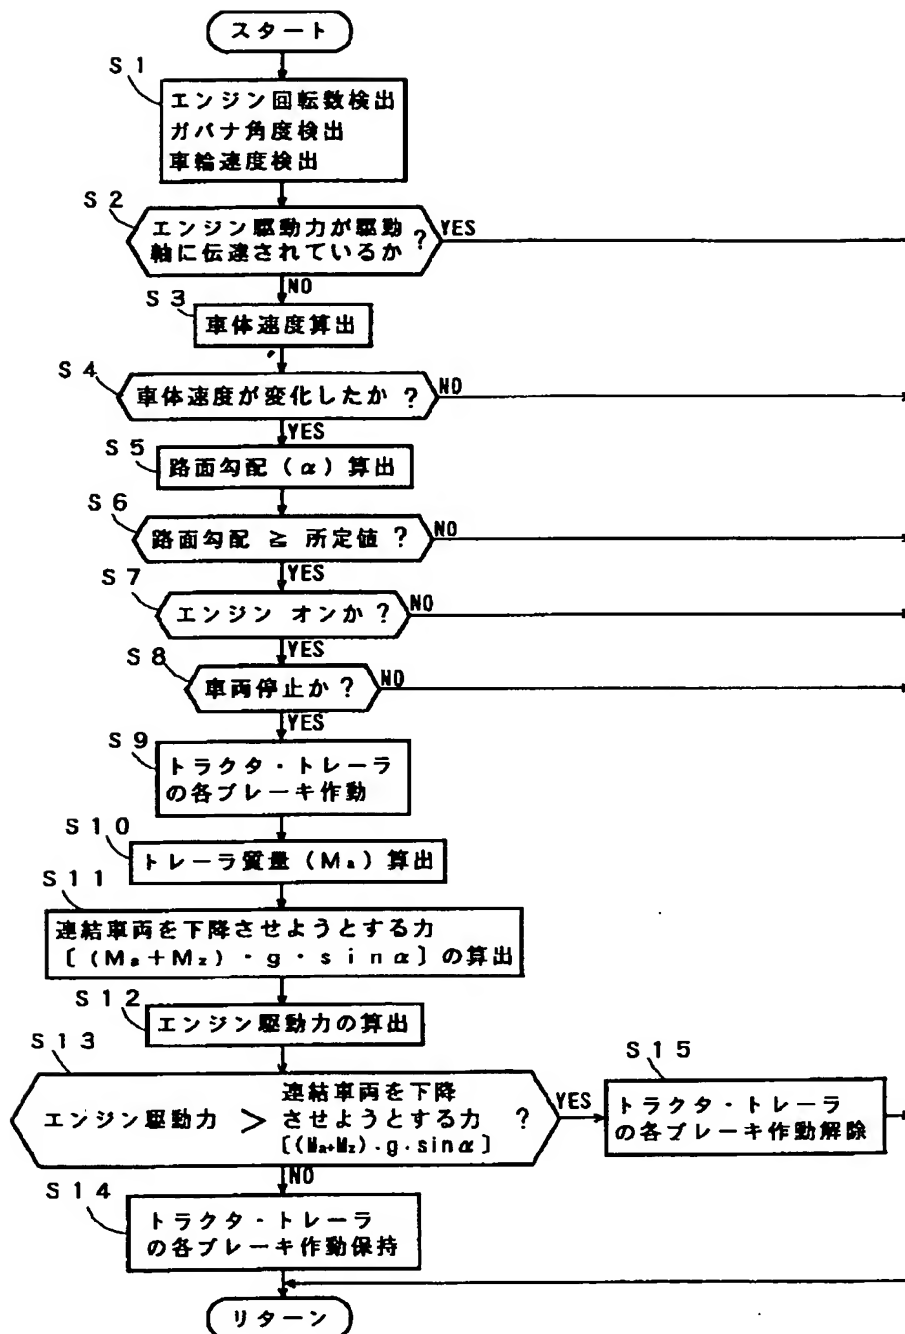 スタート
S1
エンジン回転数検出
ガバナ角度検出
車輪速度検出
S2
エンジン駆動力が駆動
軸に伝達されているか ?
YES
NO
S3
車体速度算出
S4
車体速度が変化したか ?
NO
YES
S5
路面勾配(α)算出
S6
路面勾配 ≧ 所定値 ?
NO
YES
S7
エンジン オンか ?
NO
YES
S8
車両停止か ?
NO
YES
S9
トラクタ・トレーラ
の各ブレーキ作動
S10
トレーラ質量(Ma)算出
S11
連結車両を下降させようとする力
[(Ma+Mz)・g・sinα]の算出
S12
エンジン駆動力の算出
S13
エンジン駆動力 > 連結車両を下降
させようとする力
[(Ma+Mz)・g・sinα]
?
YES
S15
トラクタ・トレーラ
の各ブレーキ作動解除
NO
S14
トラクタ・トレーラ
の各ブレーキ作動保持
リターン